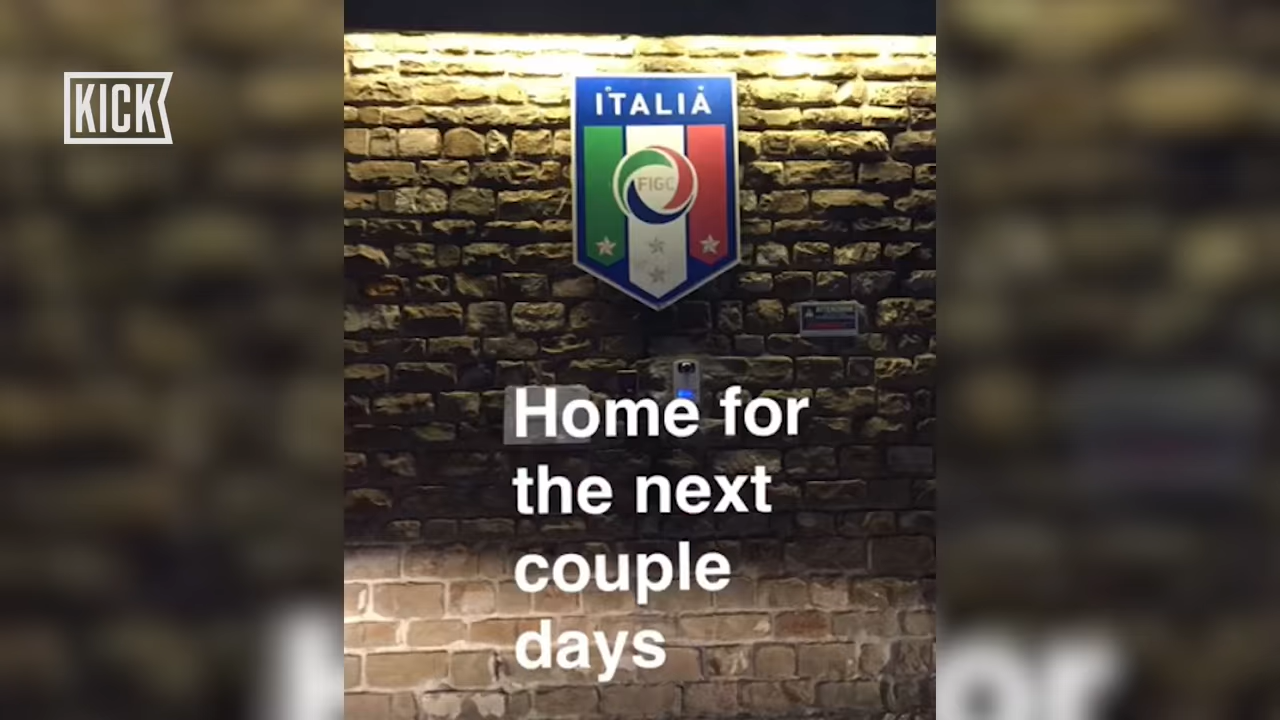 KICK
ITALIA
FIGC
Home for
the next
couple
days